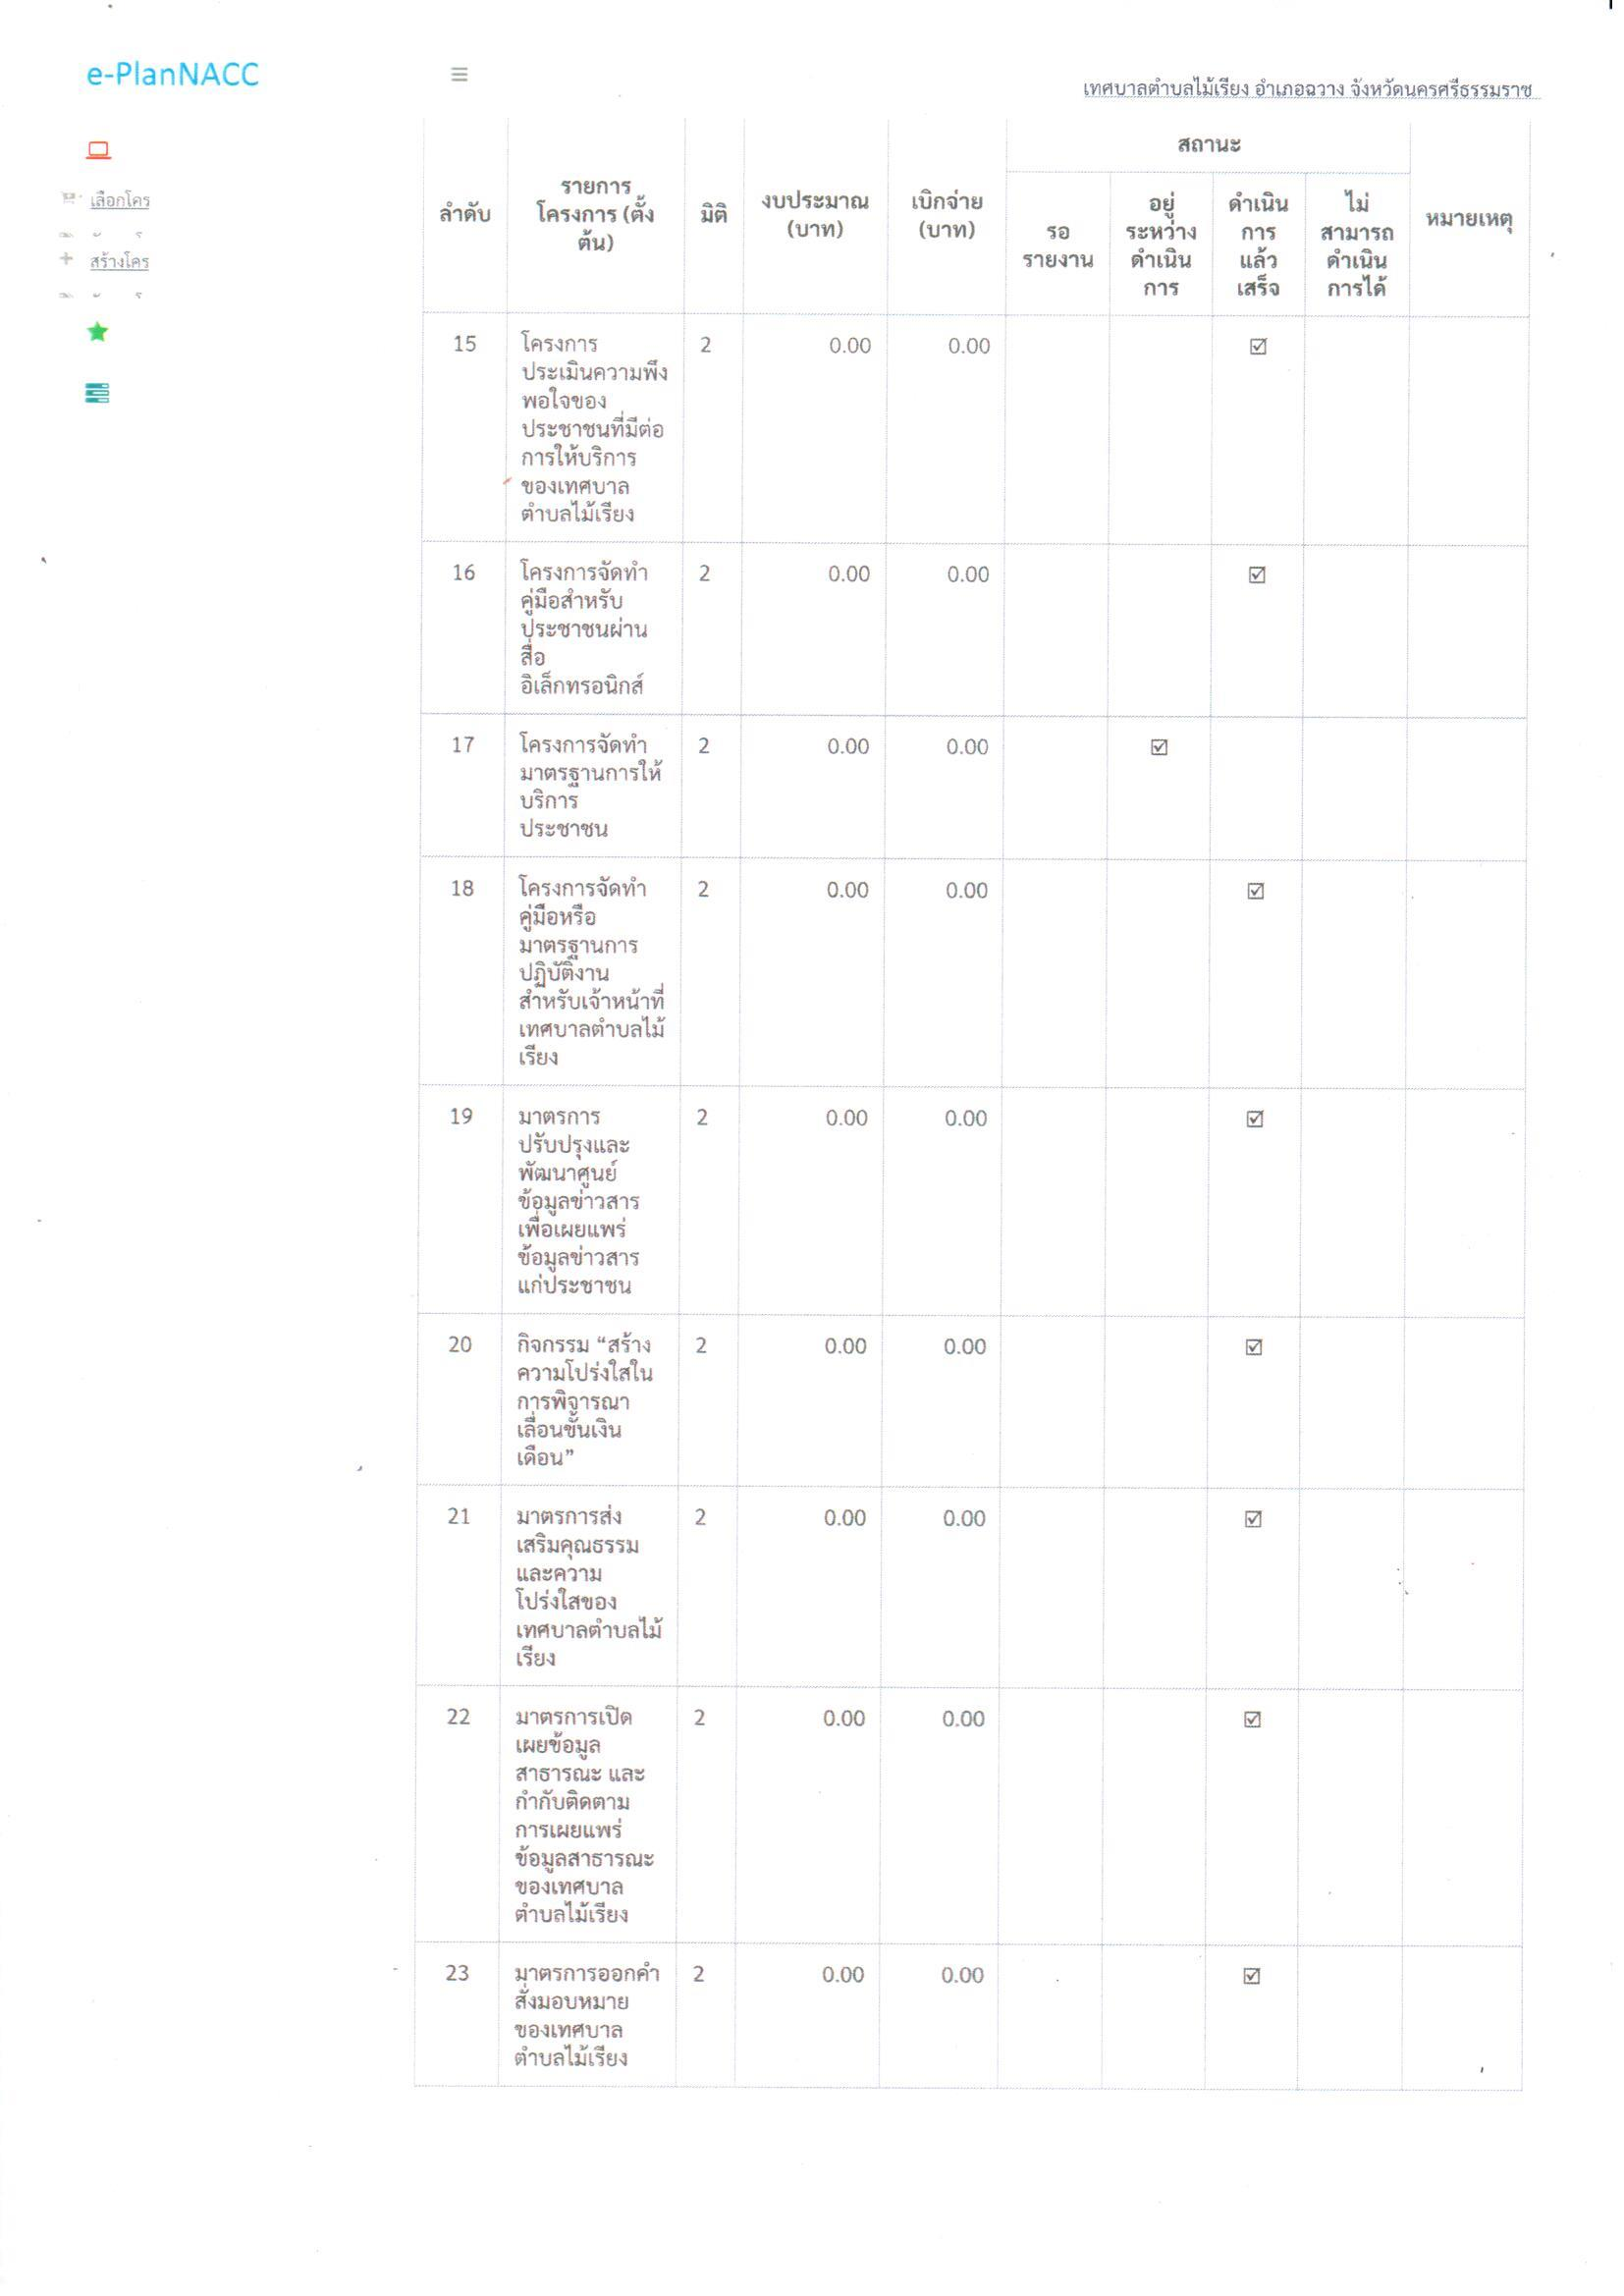 e-PlanNACC
เทศบาลตำบลไม้เรียง อำเภอฉวาง จังหวัดนครศรีธรรมราช
เลือกโคร
สร้างโคร
ลำดับ
รายการ
โครงการ (ตั้ง
ต้น)
มิติ
งบประมาณ
(บาท)
เบิกจ่าย
(บาท)
สถานะ
รอ
รายงาน
อยู่
ระหว่าง
ดำเนิน
การ
ดำเนิน
การ
แล้ว
เสร็จ
ไม่
สามารถ
ดำเนิน
การได้
หมายเหตุ
15 โครงการ 2 0.00 0.00 ☑
ประเมินความพึง
พอใจของ
ประชาชนที่มีต่อ
การให้บริการ
ของเทศบาล
ตำบลไม้เรียง
16 โครงการจัดทำ 2 0.00 0.00 ☑
คู่มือสำหรับ
ประชาชนผ่าน
สื่อ
อิเล็กทรอนิกส์
17 โครงการจัดทำ 2 0.00 0.00 ☑
มาตรฐานการให้
บริการ
ประชาชน
18 โครงการจัดทำ 2 0.00 0.00 ☑
คู่มือหรือ
มาตรฐานการ
ปฏิบัติงาน
สำหรับเจ้าหน้าที่
เทศบาลตำบลไม้
เรียง
19 มาตรการ 2 0.00 0.00 ☑
ปรับปรุงและ
พัฒนาศูนย์
ข้อมูลข่าวสาร
เพื่อเผยแพร่
ข้อมูลข่าวสาร
แก่ประชาชน
20 กิจกรรม “สร้าง 2 0.00 0.00 ☑
ความโปร่งใสใน
การพิจารณา
เลื่อนขั้นเงิน
เดือน”
21 มาตรการส่ง 2 0.00 0.00 ☑
เสริมคุณธรรม
และความ
โปร่งใสของ
เทศบาลตำบลไม้
เรียง
22 มาตรการเปิด 2 0.00 0.00 ☑
เผยข้อมูล
สาธารณะ และ
กำกับติดตาม
การเผยแพร่
ข้อมูลสาธารณะ
ของเทศบาล
ตำบลไม้เรียง
23 มาตรการออกคำ 2 0.00 0.00 ☑
สั่งมอบหมาย
ของเทศบาล
ตำบลไม้เรียง